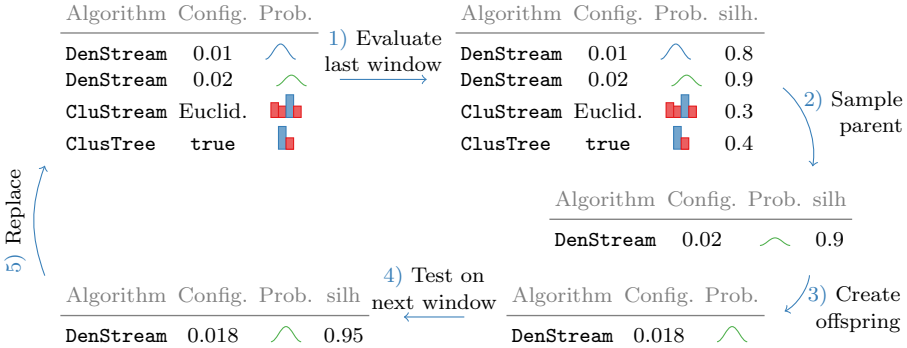 Algorithm Config. Prob.
DenStream 0.01
DenStream 0.02
CluStream Euclid.
ClusTree true
1) Evaluate
last window
Algorithm Config. Prob. silh.
DenStream 0.01 0.8
DenStream 0.02 0.9
CluStream Euclid. 0.3
ClusTree true 0.4
2) Sample
parent
Algorithm Config. Prob. silh
DenStream 0.02 0.9
3) Create
offspring
Algorithm Config. Prob.
DenStream 0.018
4) Test on
next window
Algorithm Config. Prob. silh
DenStream 0.018 0.95
5) Replace